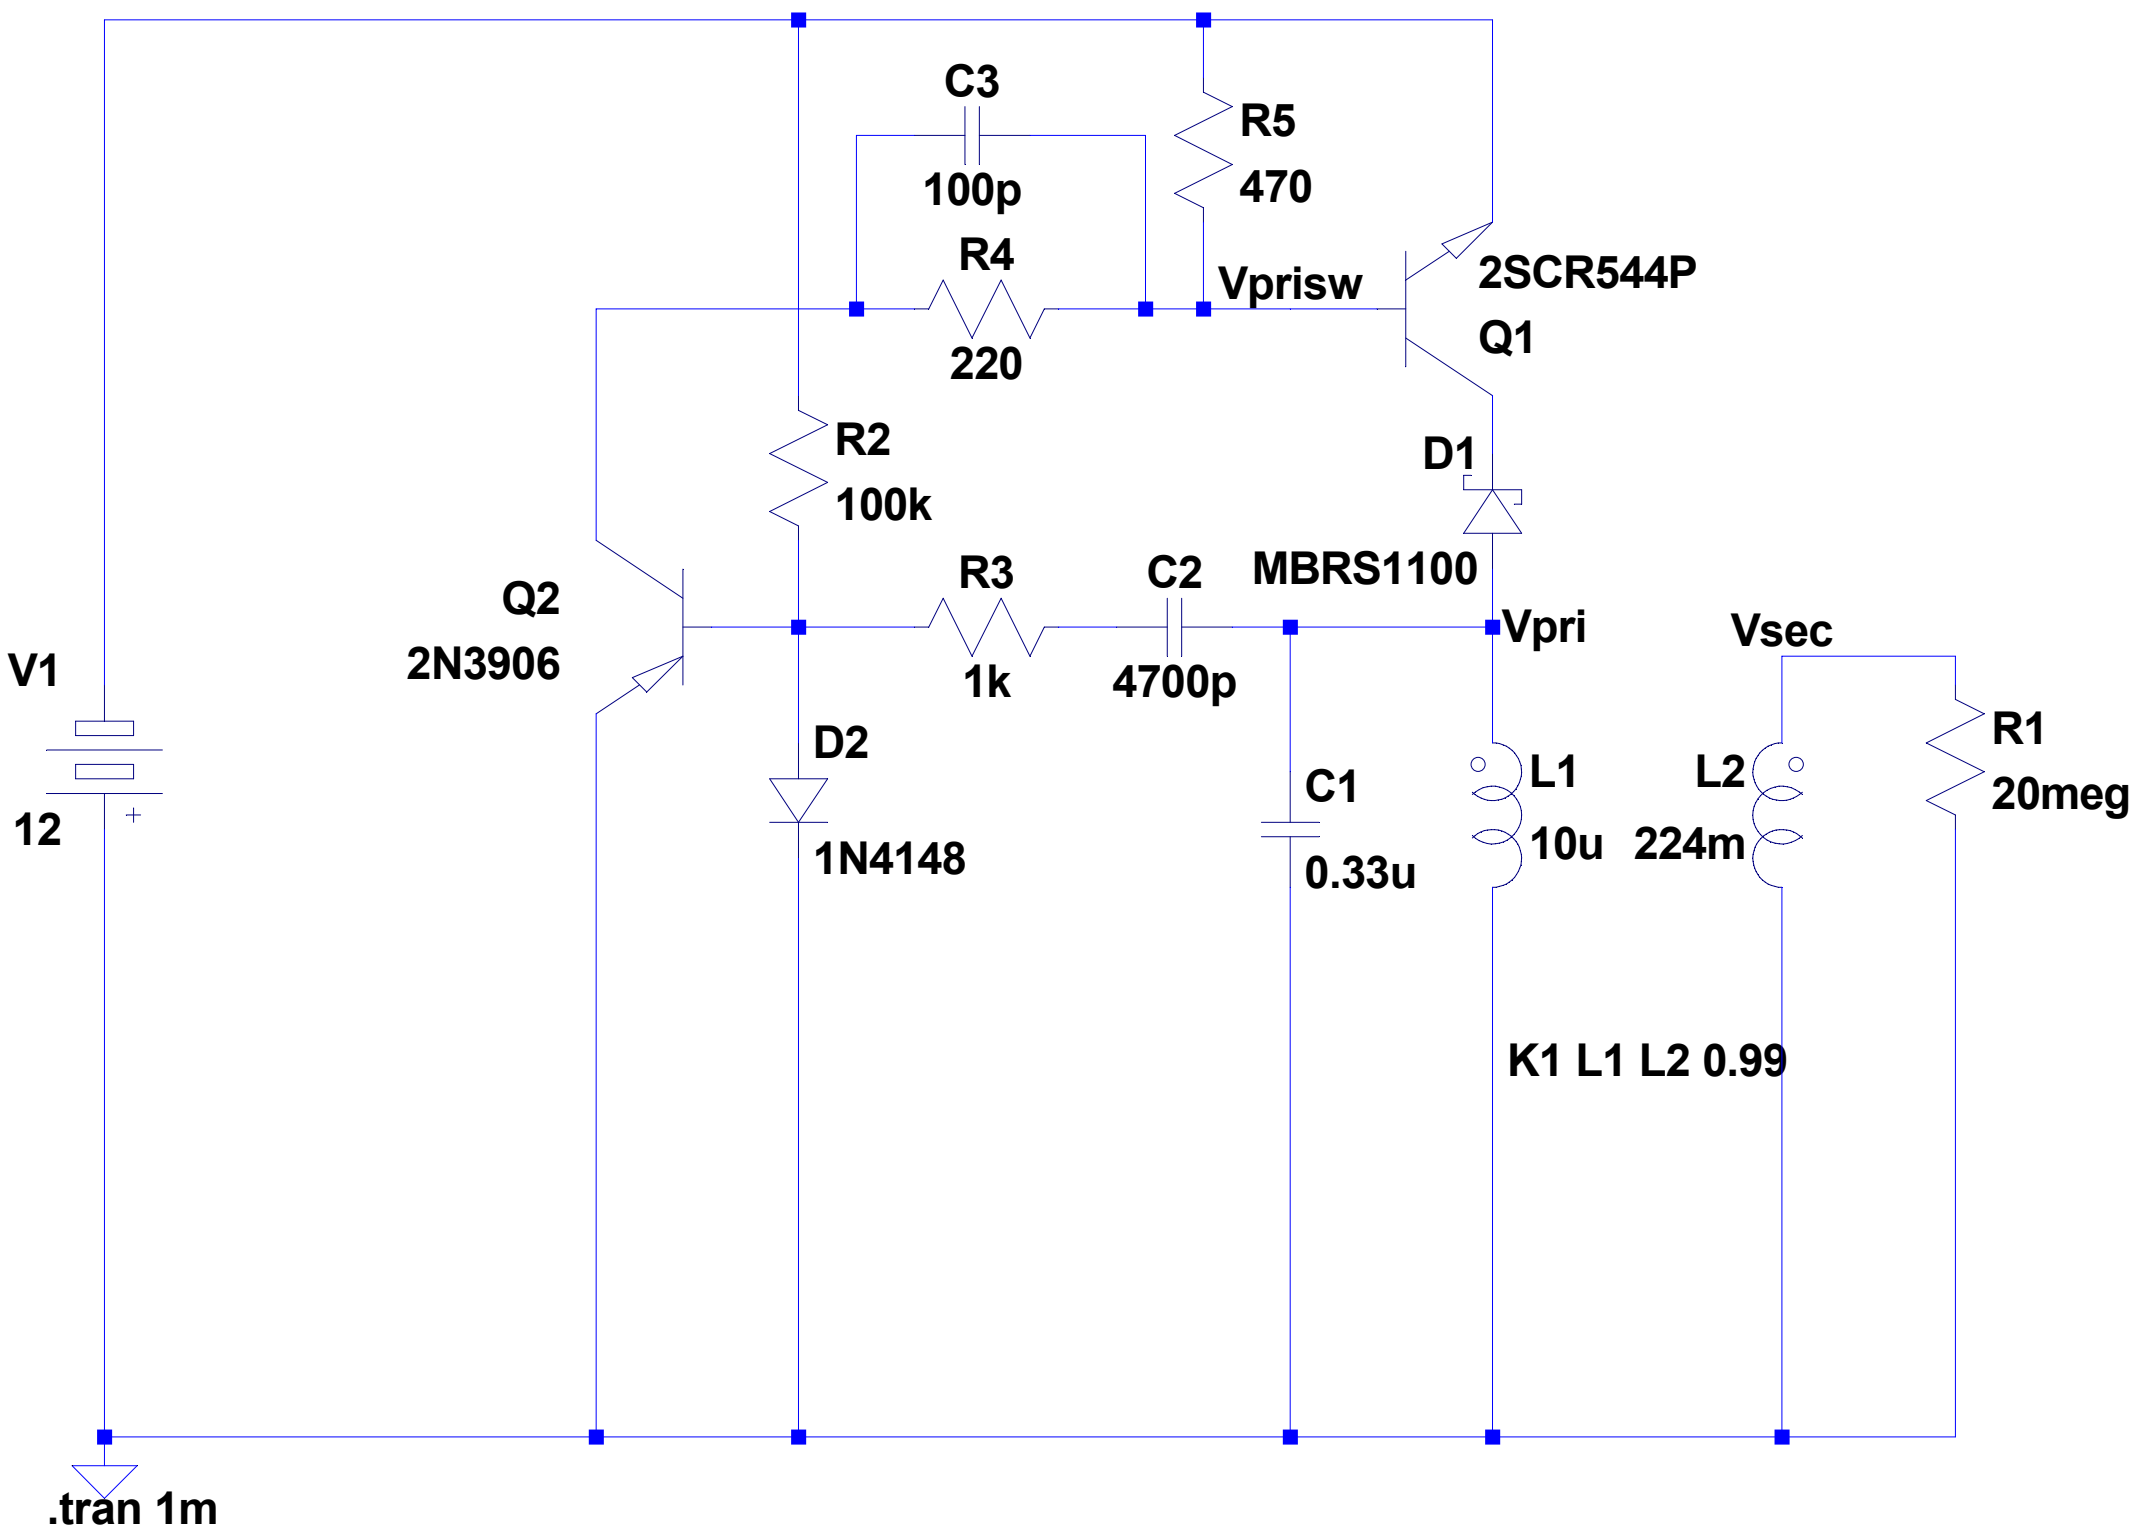 C3
100p
R5
470
R4
220
Vprisw
2SCR544P
Q1
R2
100k
D1
MBRS1100
Q2
2N3906
R3
1k
C2
4700p
Vpri
Vsec
V1
12
+
D2
1N4148
C1
0.33u
L1
10u
L2
224m
R1
20meg
K1 L1 L2 0.99
.tran 1m